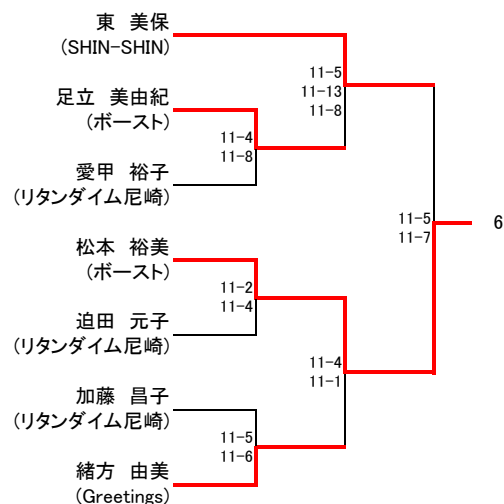 東　美保
(SHIN-SHIN)
足立　美由紀
(ボースト)
愛甲　裕子
(リタンダイム尼崎)
松本　裕美
(ボースト)
迫田　元子
(リタンダイム尼崎)
加藤　昌子
(リタンダイム尼崎)
緒方　由美
(Greetings)
11-4
11-8
11-2
11-4
11-5
11-6
11-5
11-13
11-8
11-4
11-1
11-5
11-7
6